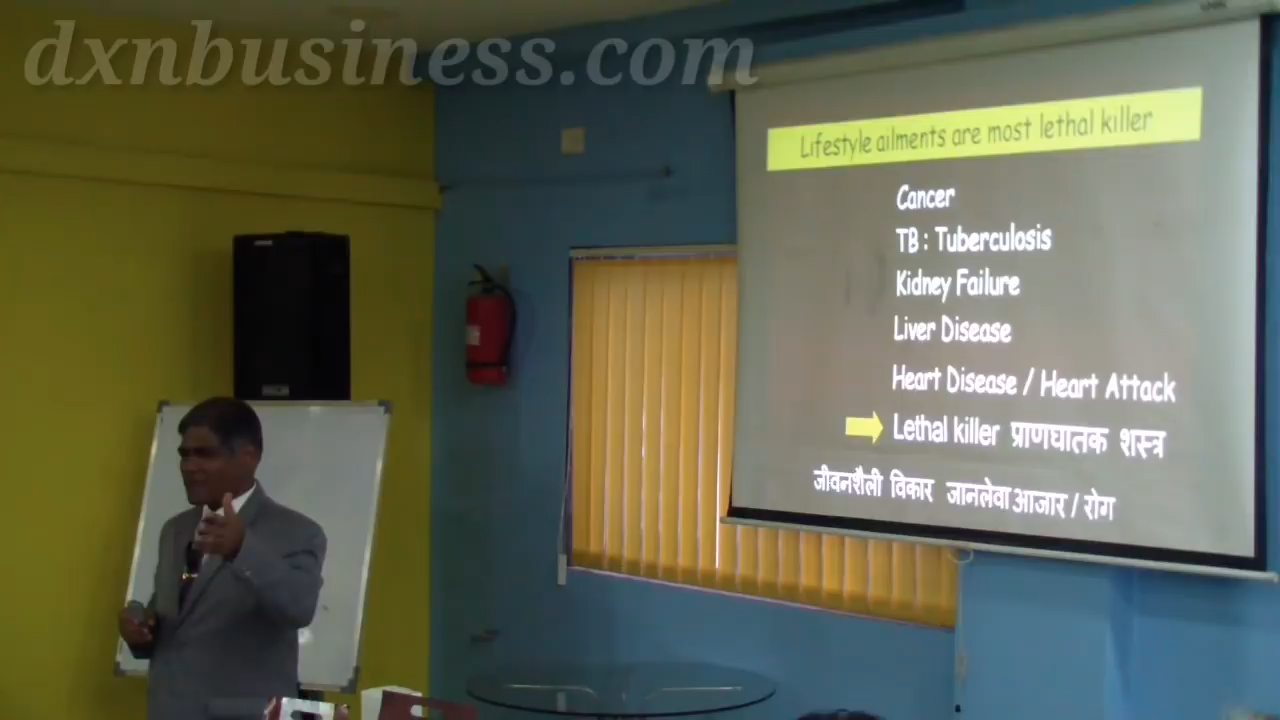 dxnbusiness.com
Lifestyle ailments are most lethal killer
Cancer
TB : Tuberculosis
Kidney Failure
Liver Disease
Heart Disease / Heart Attack
Lethal killer प्राणघातक शस्त्र
जीवनशैली विकार जानलेवा आजार / रोग